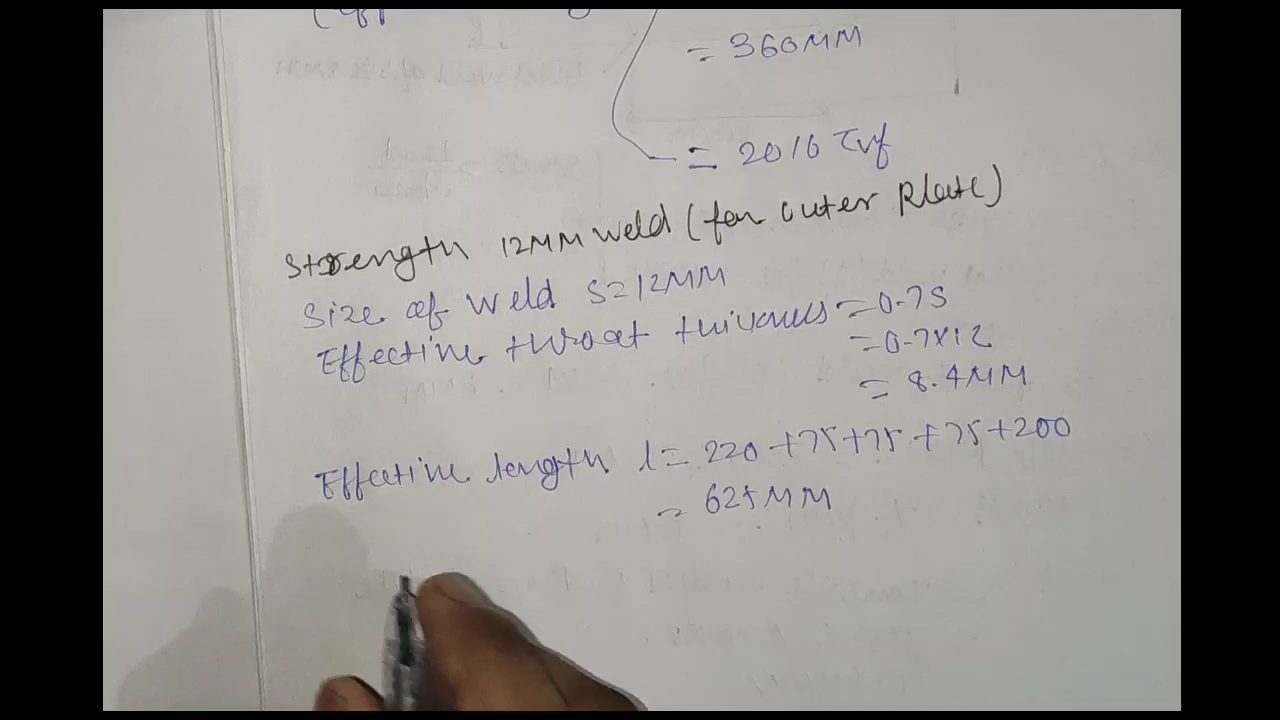 = 360MM
= 2016 τvf
Strength 12MM weld (for outer Plate)
Size of weld S=12MM
Effective throat thickness = 0.7S
= 0.7×12
= 8.4MM
Effective length l = 220+75+75+75+200
= 625MM